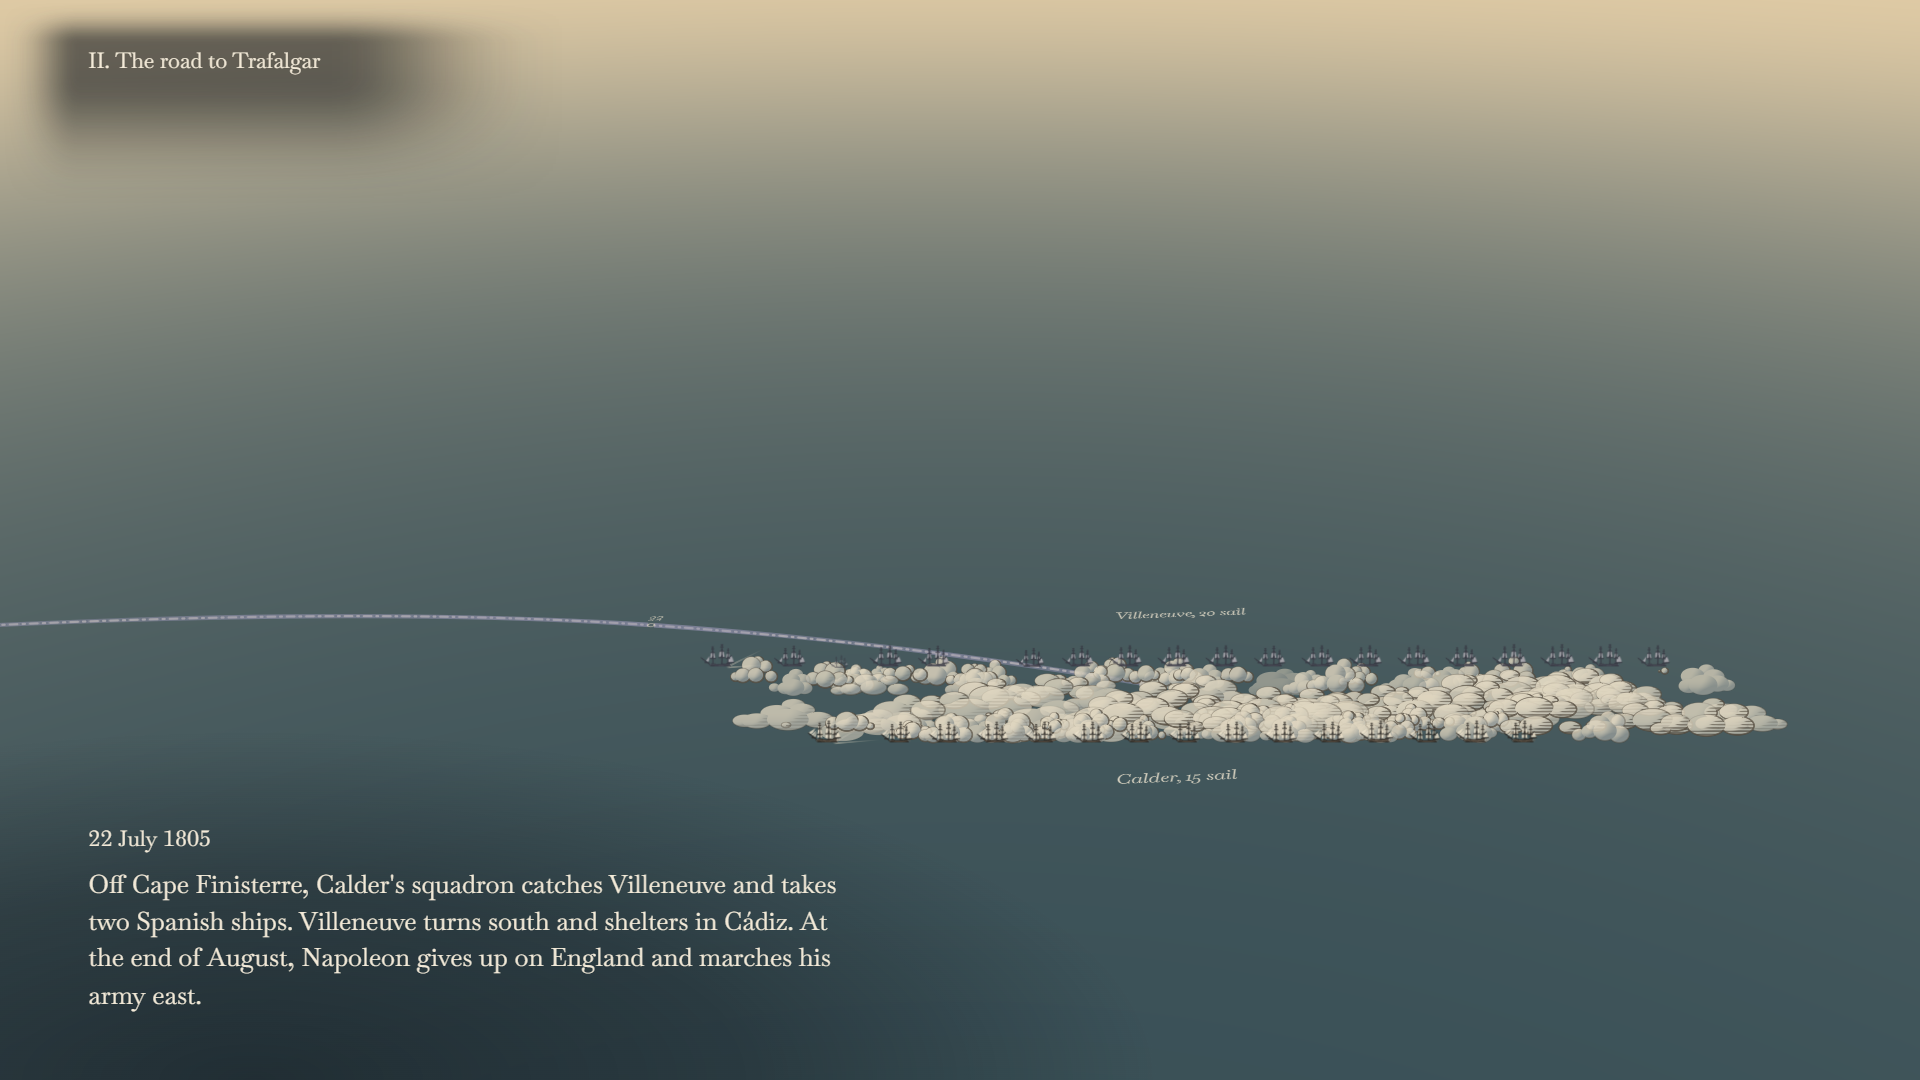 II. The road to Trafalgar
22
Villeneuve, 20 sail
Calder, 15 sail
22 July 1805
Off Cape Finisterre, Calder's squadron catches Villeneuve and takes
two Spanish ships. Villeneuve turns south and shelters in Cádiz. At
the end of August, Napoleon gives up on England and marches his
army east.